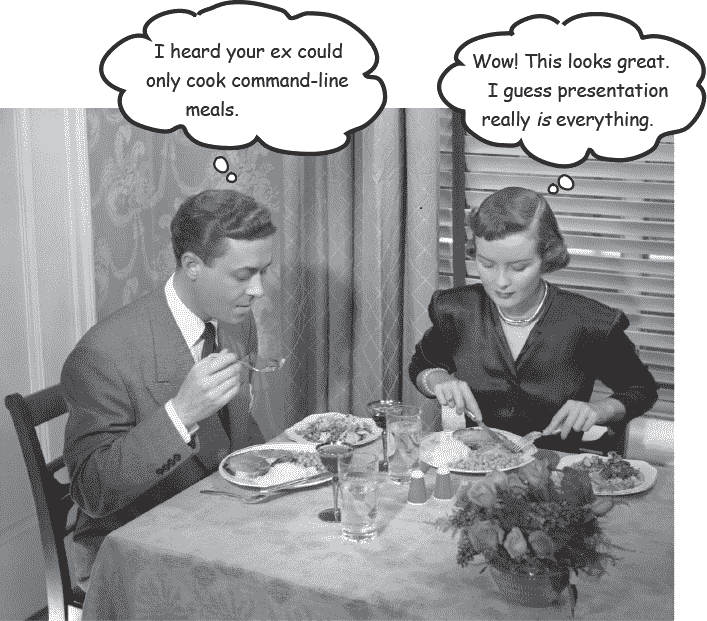 I heard your ex could
only cook command-line
meals.
Wow! This looks great.
I guess presentation
really is everything.